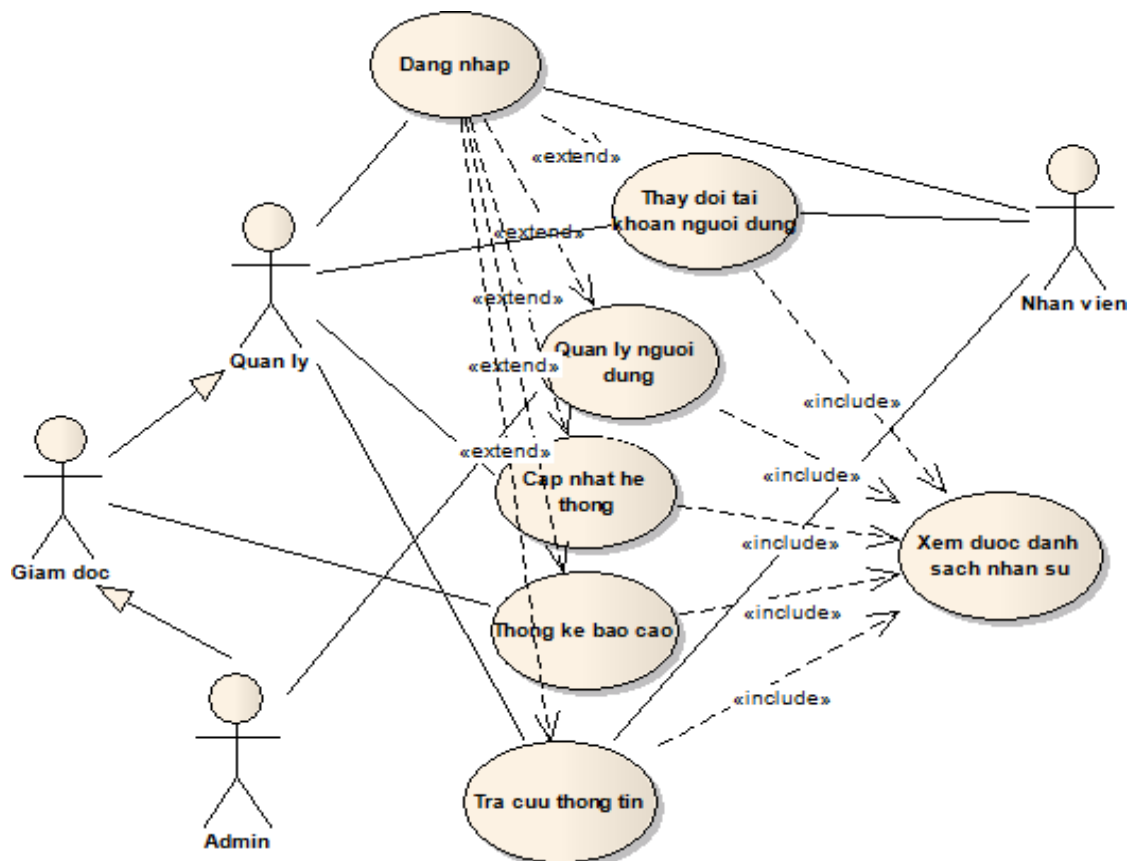 Dang nhap
«extend»
Thay doi tai
khoan nguoi dung
Nhan vien
«extend»
«extend»
Quan ly
Quan ly nguoi
dung
«extend»
«include»
«extend»
«include»
Cap nhat he
thong
«include»
Xem duoc danh
sach nhan su
Giam doc
«include»
Thong ke bao cao
«include»
Tra cuu thong tin
Admin